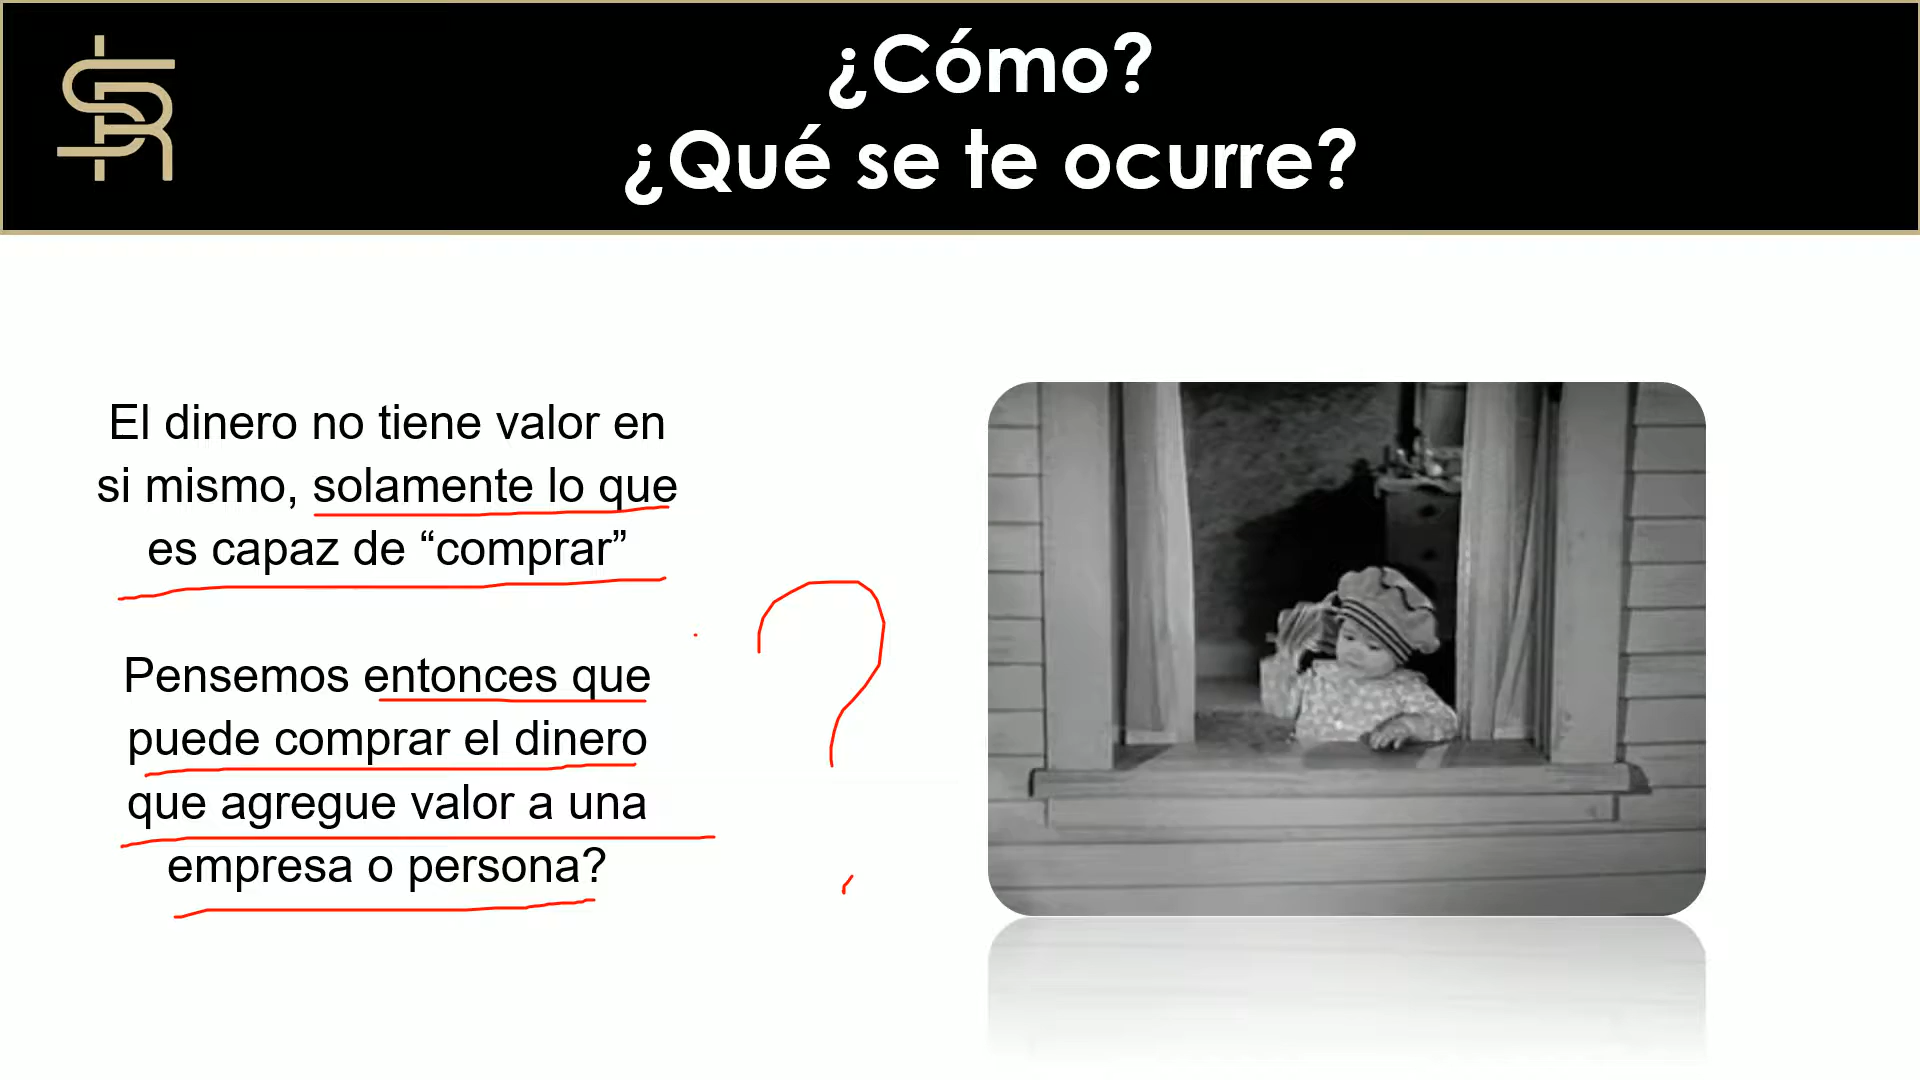 ¿Cómo?
¿Qué se te ocurre?
El dinero no tiene valor en
si mismo, solamente lo que
es capaz de “comprar”
Pensemos entonces que
puede comprar el dinero
que agregue valor a una
empresa o persona?
?